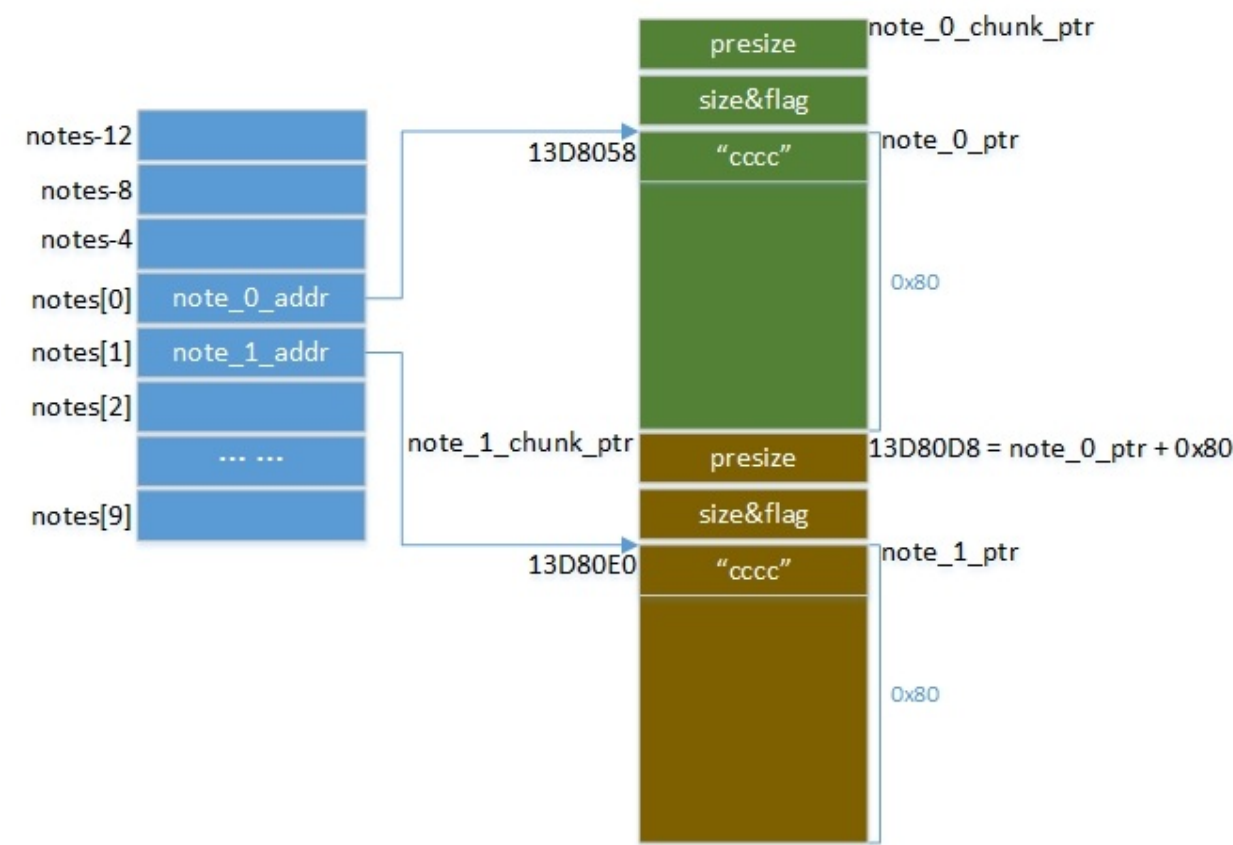 presize
note_0_chunk_ptr
size&flag
notes-12
13D8058
“cccc”
note_0_ptr
notes-8
notes-4
notes[0]
note_0_addr
0x80
notes[1]
note_1_addr
notes[2]
note_1_chunk_ptr
presize
13D80D8 = note_0_ptr + 0x80
... ...
size&flag
notes[9]
13D80E0
“cccc”
note_1_ptr
0x80